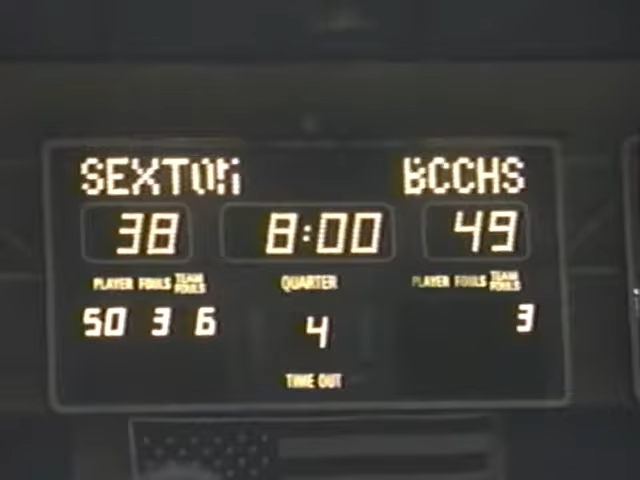 SEXTON BCCHS
38 8:00 49
PLAYER FOULS TEAM FOULS QUARTER PLAYER FOULS TEAM FOULS
50 3 6 4 3
TIME OUT